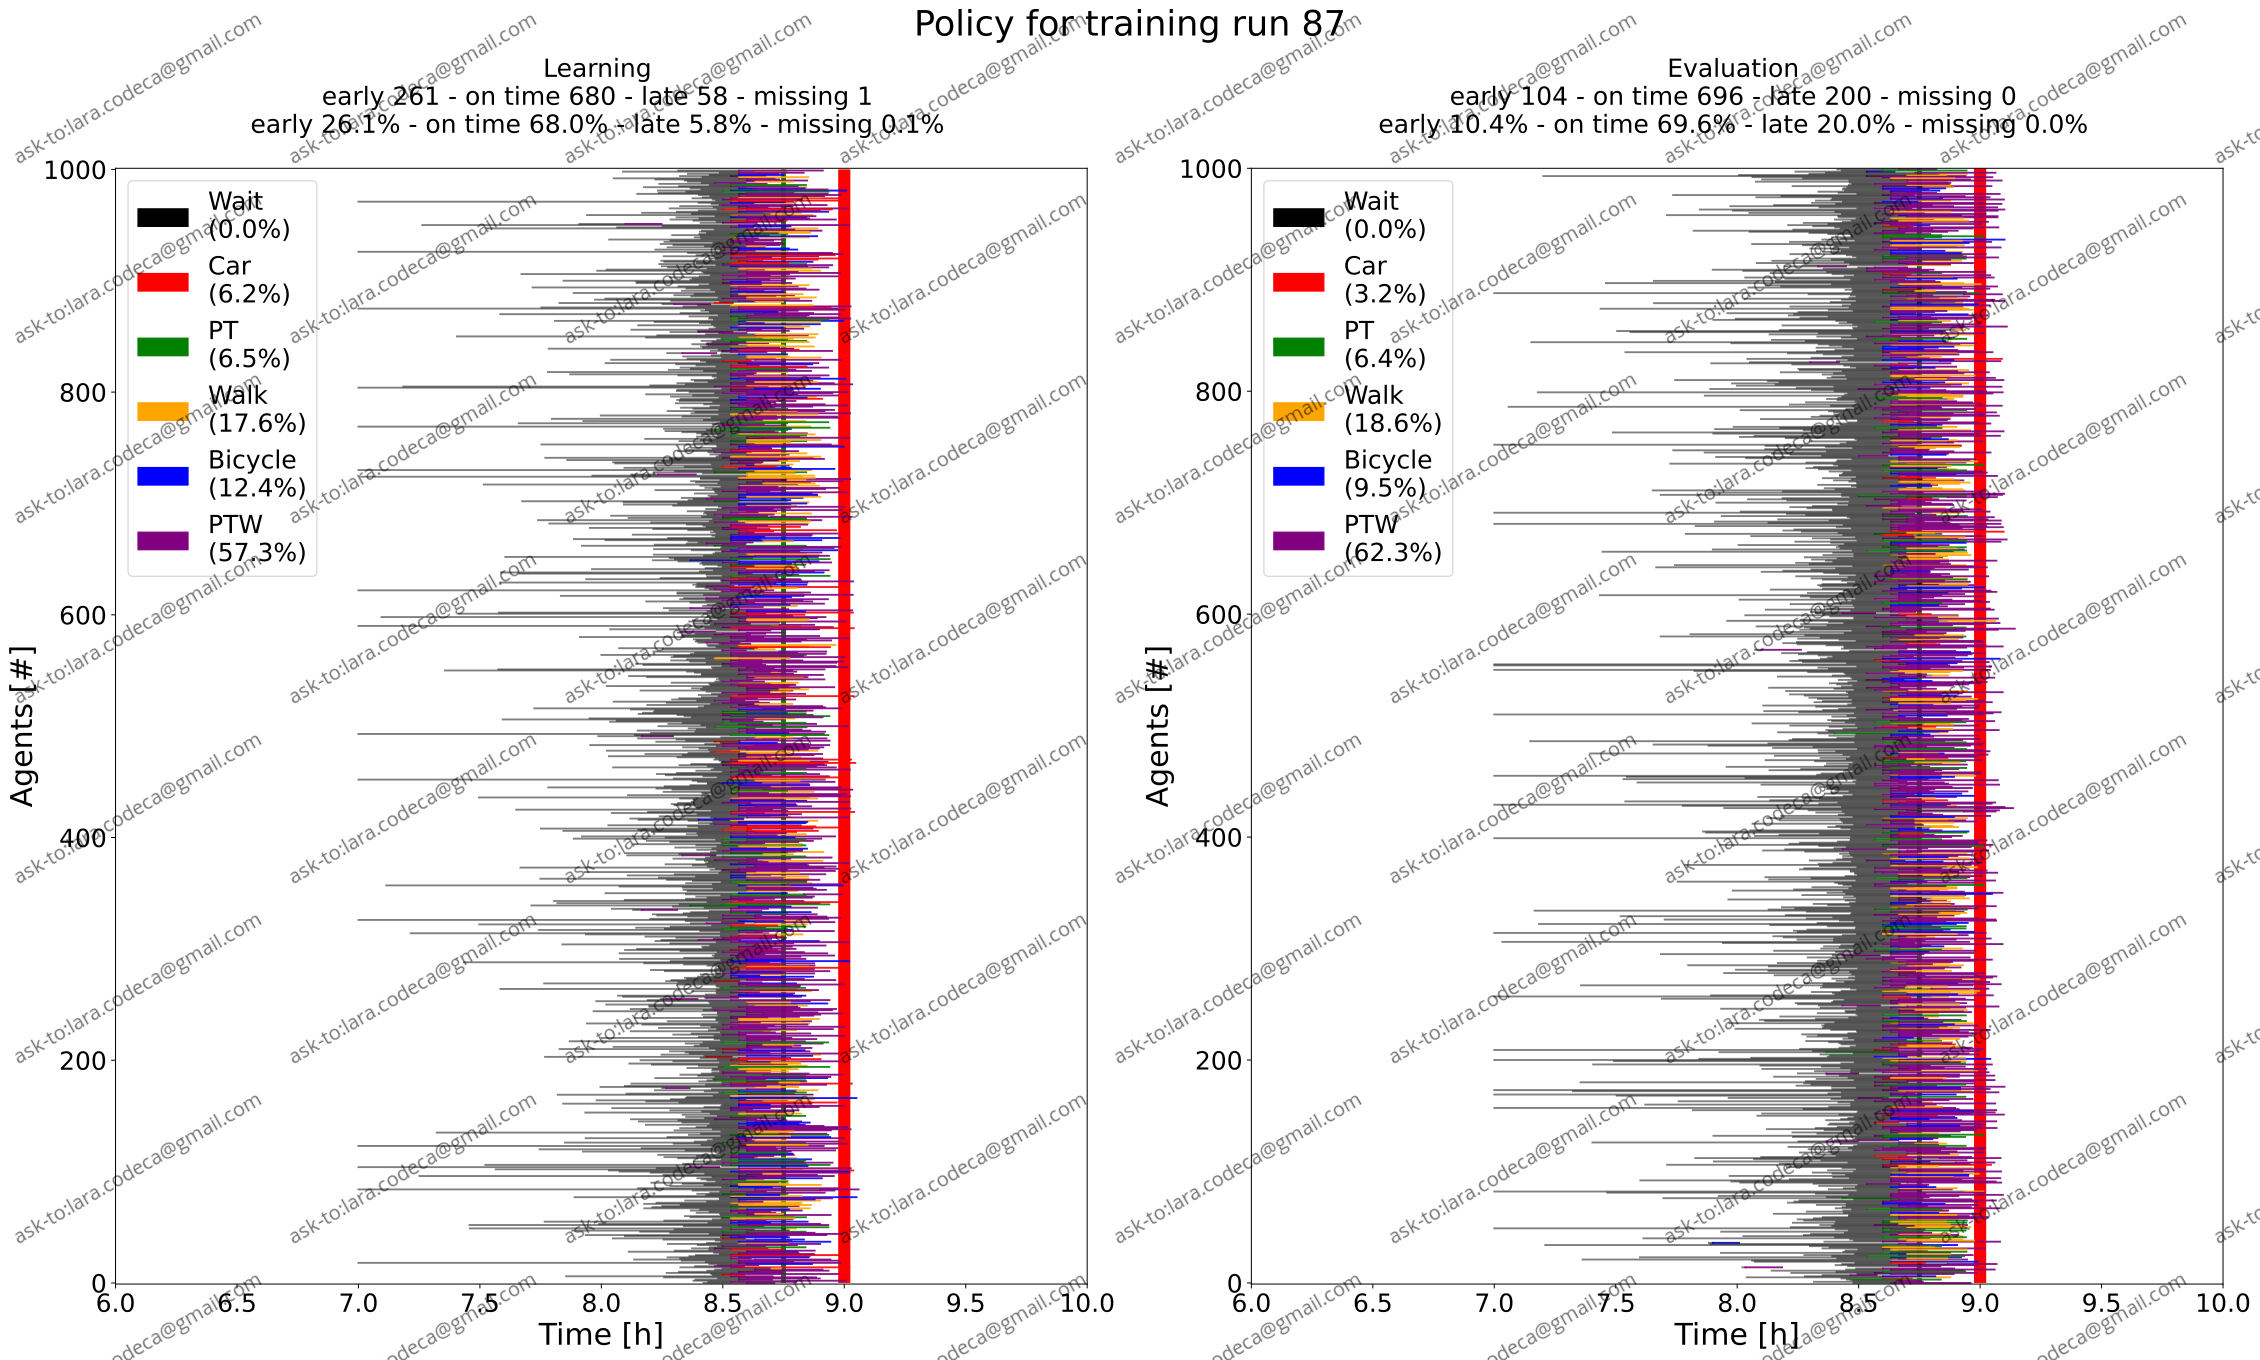 Policy for training run 87
Learning
early 261 - on time 680 - late 58 - missing 1
early 26.1% - on time 68.0% - late 5.8% - missing 0.1%
1000
800
600
400
200
0
Agents [#]
Wait
(0.0%)
Car
(6.2%)
PT
(6.5%)
Walk
(17.6%)
Bicycle
(12.4%)
PTW
(57.3%)
6.0 6.5 7.0 7.5 8.0 8.5 9.0 9.5 10.0
Time [h]
Evaluation
early 104 - on time 696 - late 200 - missing 0
early 10.4% - on time 69.6% - late 20.0% - missing 0.0%
1000
800
600
400
200
0
Agents [#]
Wait
(0.0%)
Car
(3.2%)
PT
(6.4%)
Walk
(18.6%)
Bicycle
(9.5%)
PTW
(62.3%)
6.0 6.5 7.0 7.5 8.0 8.5 9.0 9.5 10.0
Time [h]
ask-to:lara.codeca@gmail.com